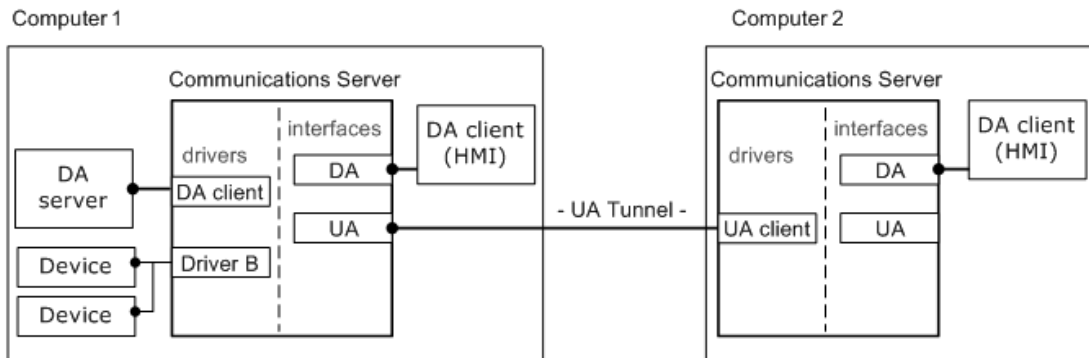 Computer 1
Computer 2
Communications Server
drivers
interfaces
DA
server
DA client
Driver B
Device
Device
DA
UA
DA client
(HMI)
- UA Tunnel -
Communications Server
drivers
interfaces
UA client
DA
UA
DA client
(HMI)